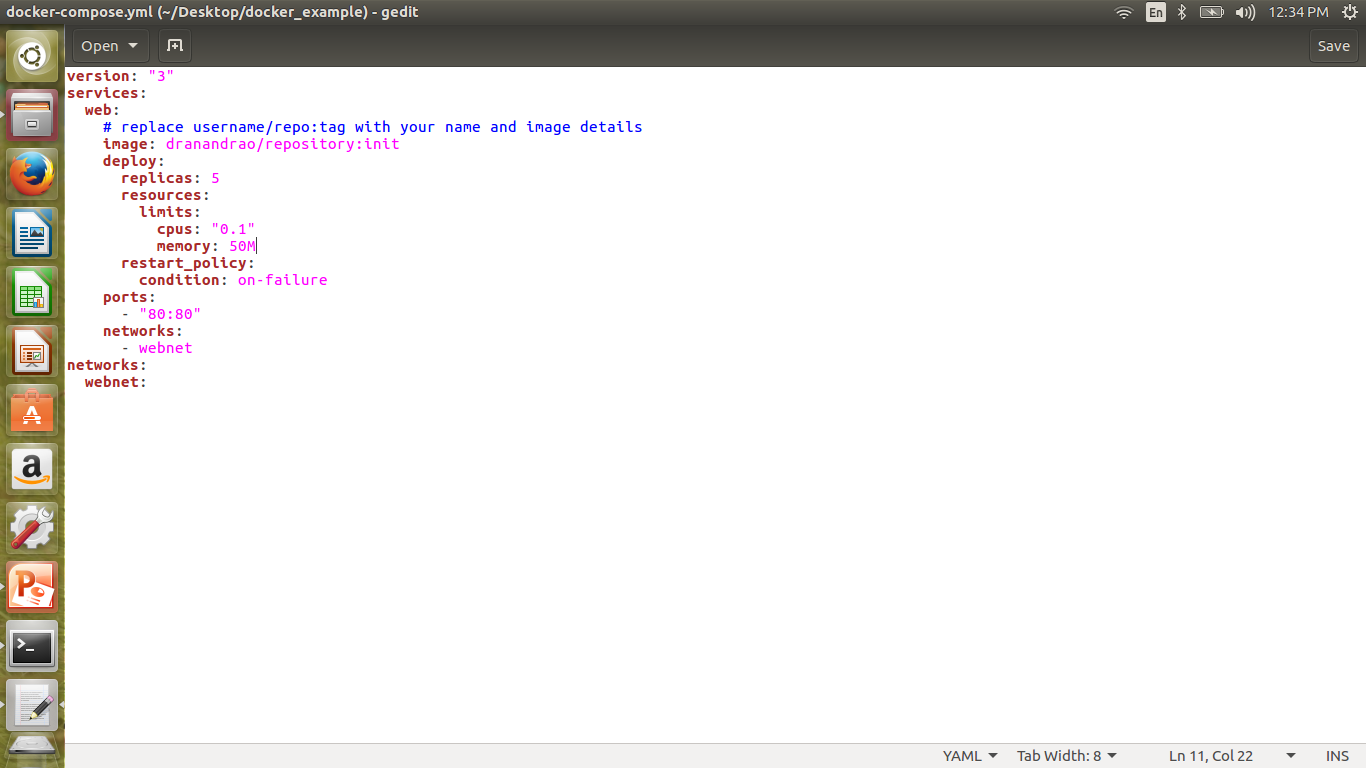 docker-compose.yml (~/Desktop/docker_example) - gedit
En
12:34 PM
Open
Save
version: "3"
services:
  web:
    # replace username/repo:tag with your name and image details
    image: dranandrao/repository:init
    deploy:
      replicas: 5
      resources:
        limits:
          cpus: "0.1"
          memory: 50M
      restart_policy:
        condition: on-failure
    ports:
      - "80:80"
    networks:
      - webnet
networks:
  webnet:
YAML
Tab Width: 8
Ln 11, Col 22
INS